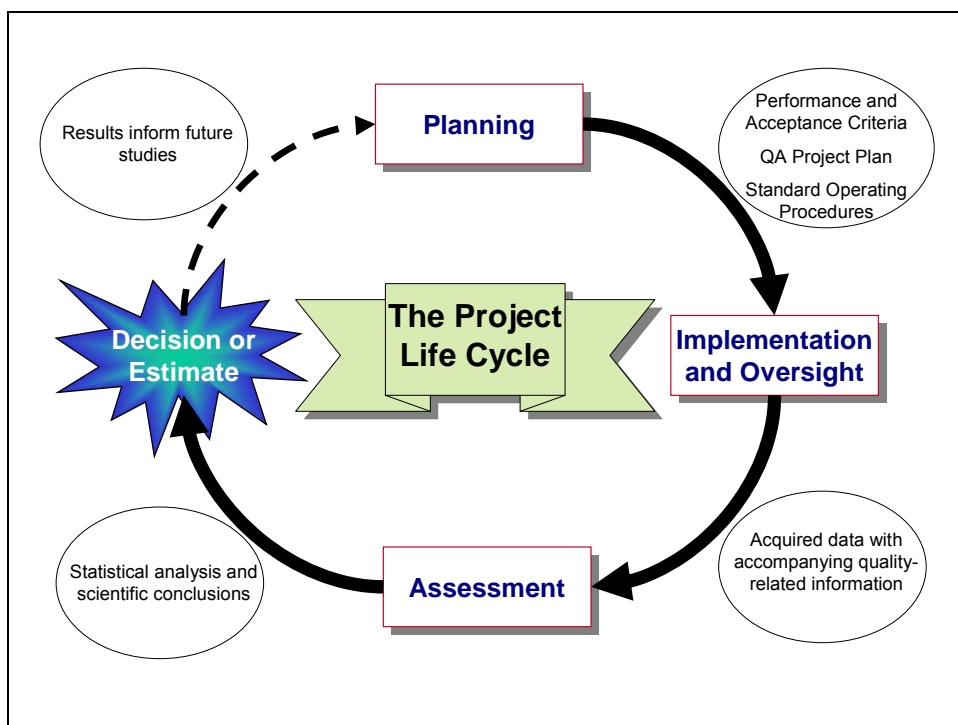 Planning
Performance and
Acceptance Criteria
QA Project Plan
Standard Operating
Procedures
Results inform future
studies
The Project
Life Cycle
Decision or
Estimate
Implementation
and Oversight
Acquired data with
accompanying quality-
related information
Assessment
Statistical analysis and
scientific conclusions